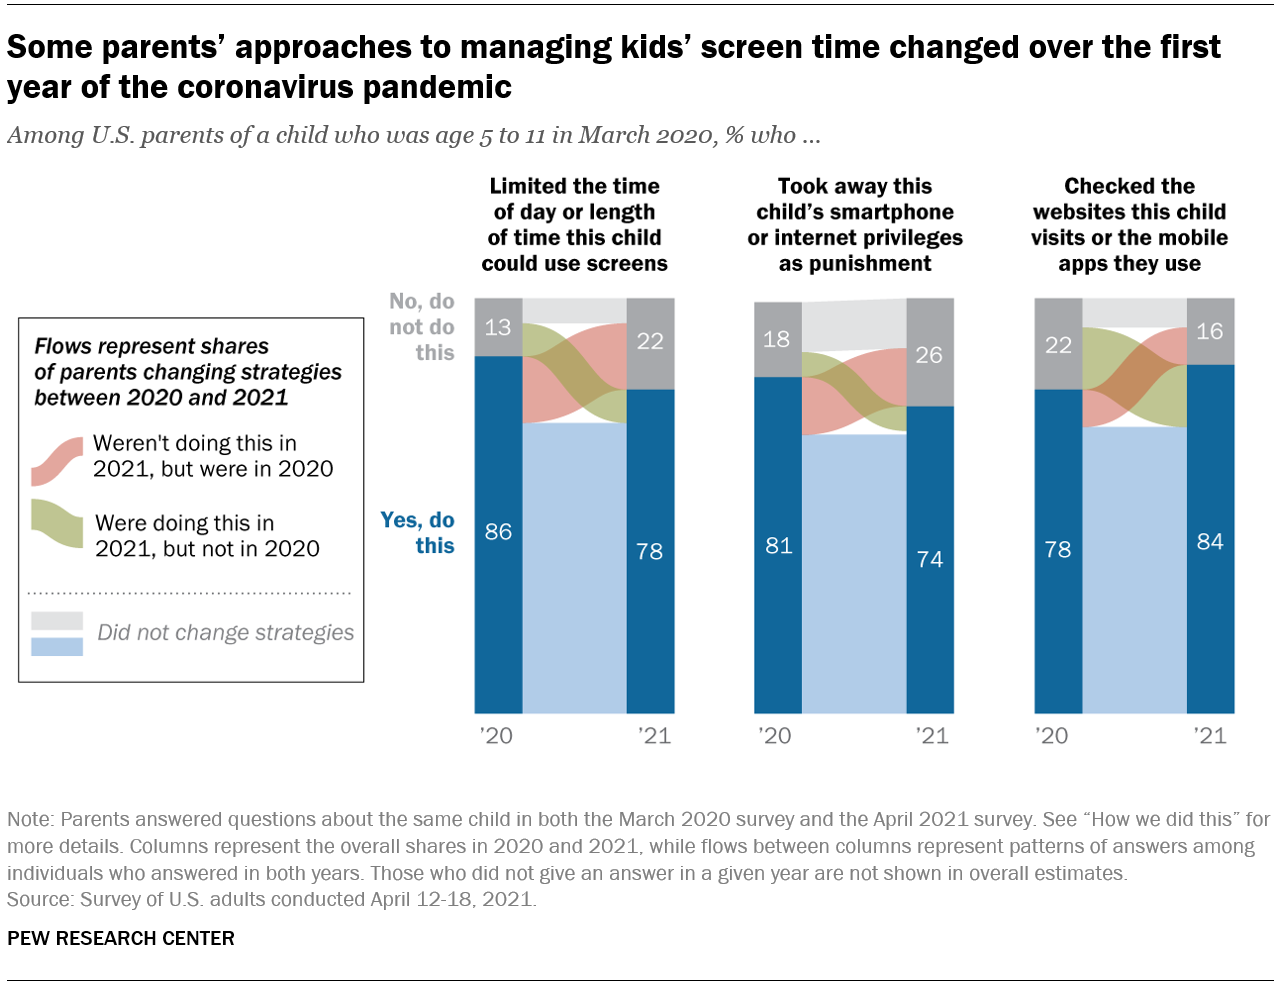 Some parents’ approaches to managing kids’ screen time changed over the first
year of the coronavirus pandemic
Among U.S. parents of a child who was age 5 to 11 in March 2020, % who ...
Limited the time
of day or length
of time this child
could use screens
Took away this
child’s smartphone
or internet privileges
as punishment
Checked the
websites this child
visits or the mobile
apps they use
Flows represent shares
of parents changing strategies
between 2020 and 2021
Weren't doing this in
2021, but were in 2020
Were doing this in
2021, but not in 2020
Did not change strategies
No, do
not do
this
Yes, do
this
13
22
86
78
’20
’21
18
26
81
74
’20
’21
22
16
78
84
’20
’21
Note: Parents answered questions about the same child in both the March 2020 survey and the April 2021 survey. See “How we did this” for
more details. Columns represent the overall shares in 2020 and 2021, while flows between columns represent patterns of answers among
individuals who answered in both years. Those who did not give an answer in a given year are not shown in overall estimates.
Source: Survey of U.S. adults conducted April 12-18, 2021.
PEW RESEARCH CENTER